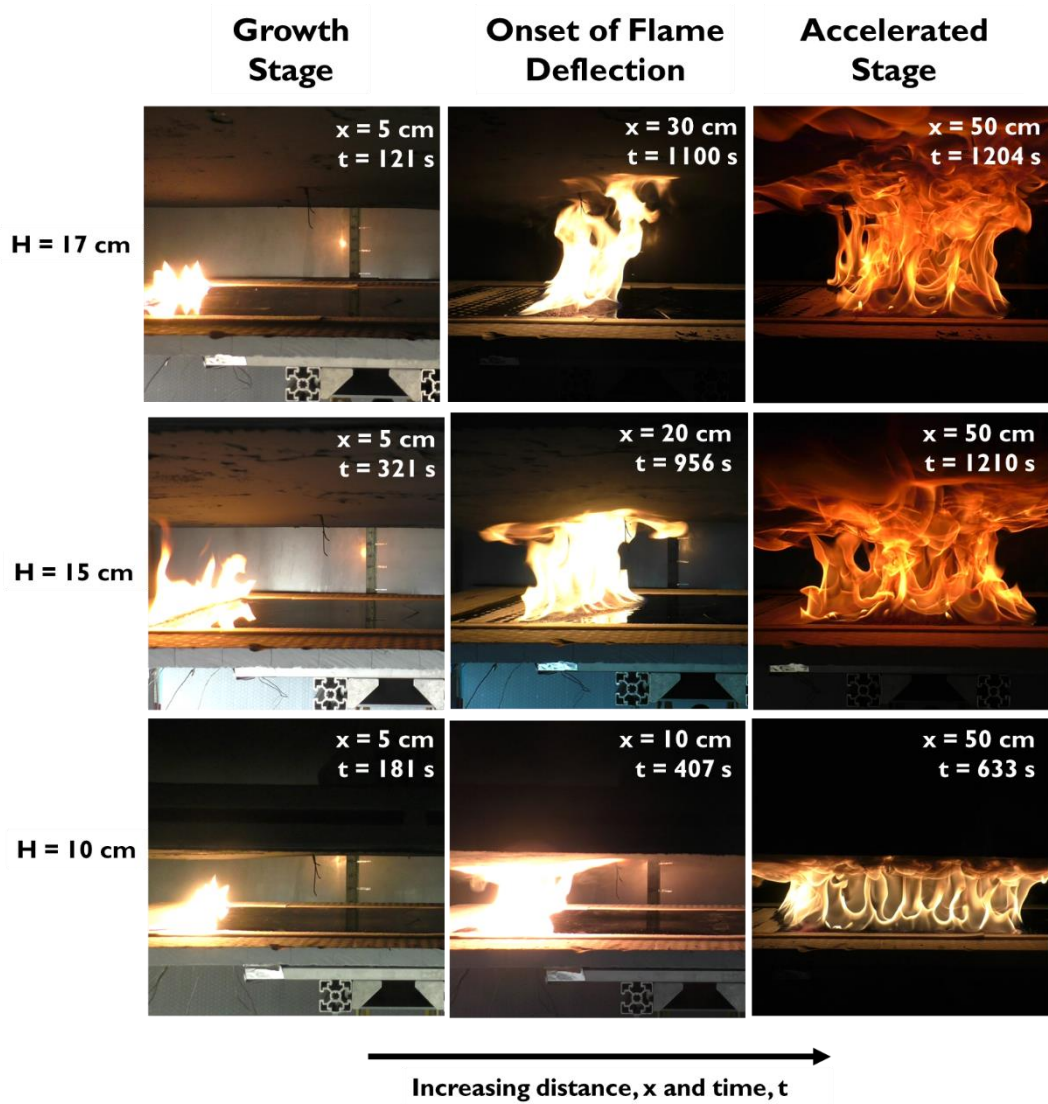 Growth
Stage
Onset of Flame
Deflection
Accelerated
Stage
H = 17 cm
x = 5 cm
t = 121 s
x = 30 cm
t = 1100 s
x = 50 cm
t = 1204 s
H = 15 cm
x = 5 cm
t = 321 s
x = 20 cm
t = 956 s
x = 50 cm
t = 1210 s
H = 10 cm
x = 5 cm
t = 181 s
x = 10 cm
t = 407 s
x = 50 cm
t = 633 s
Increasing distance, x and time, t